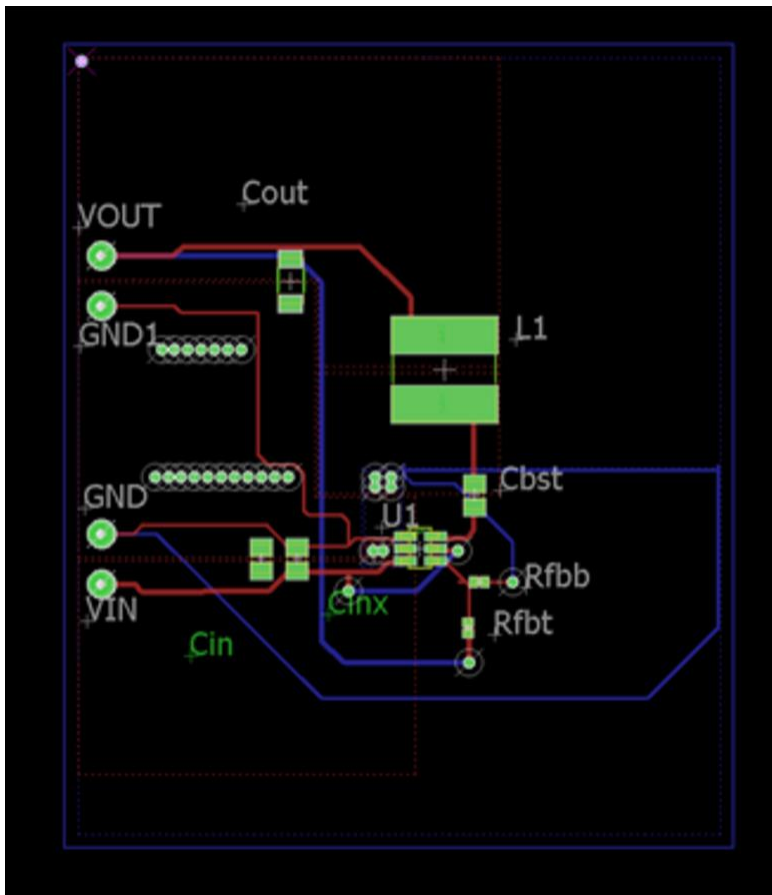 Cout
VOUT
GND1
L1
Cbst
GND
U1
Rfbb
VIN
Cinx
Rfbt
Cin